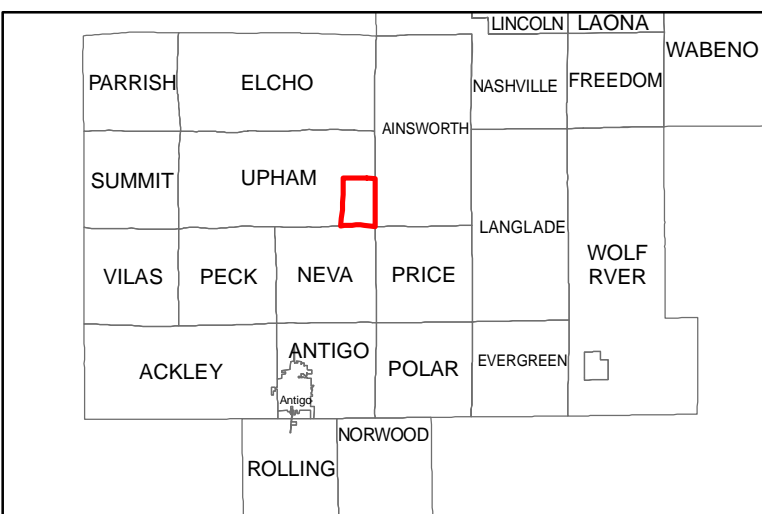 LINCOLN
LAONA
WABENO
PARRISH
ELCHO
NASHVILLE
FREEDOM
AINSWORTH
SUMMIT
UPHAM
LANGLADE
WOLF
RVER
VILAS
PECK
NEVA
PRICE
ANTIGO
ACKLEY
POLAR
EVERGREEN
Antigo
NORWOOD
ROLLING